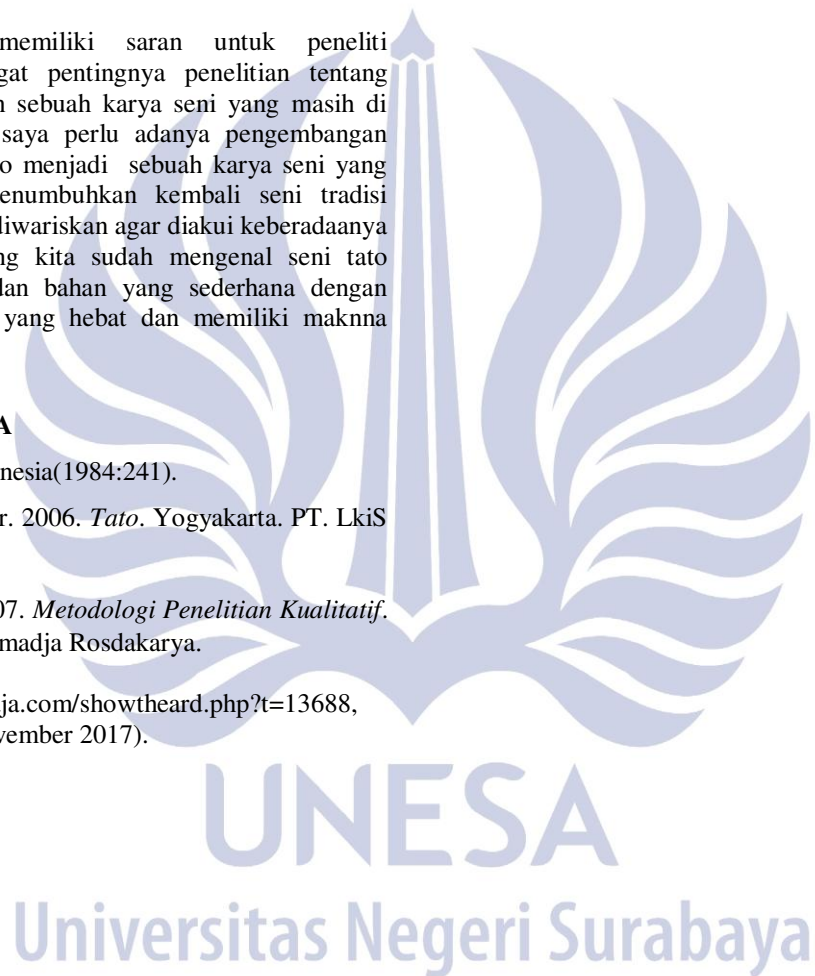 memiliki saran untuk peneliti
gat pentingnya penelitian tentang
n sebuah karya seni yang masih di
saya perlu adanya pengembangan
o menjadi sebuah karya seni yang
enumbuhkan kembali seni tradisi
diwariskan agar diakui keberadaanya
ng kita sudah mengenal seni tato
dan bahan yang sederhana dengan
yang hebat dan memiliki maknna
A
nesia(1984:241).
r. 2006. Tato. Yogyakarta. PT. LkiS
07. Metodologi Penelitian Kualitatif.
madja Rosdakarya.
ja.com/showtheard.php?t=13688,
vember 2017).
UNESA
Universitas Negeri Surabaya